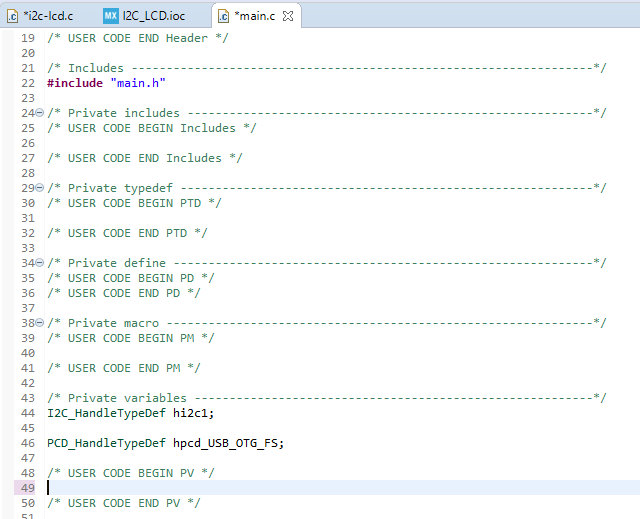 *i2c-lcd.c MX I2C_LCD.ioc *main.c
19 /* USER CODE END Header */
20
21 /* Includes ------------------------------------------------------------------*/
22 #include "main.h"
23
24 /* Private includes ----------------------------------------------------------*/
25 /* USER CODE BEGIN Includes */
26
27 /* USER CODE END Includes */
28
29 /* Private typedef -----------------------------------------------------------*/
30 /* USER CODE BEGIN PTD */
31
32 /* USER CODE END PTD */
33
34 /* Private define ------------------------------------------------------------*/
35 /* USER CODE BEGIN PD */
36 /* USER CODE END PD */
37
38 /* Private macro -------------------------------------------------------------*/
39 /* USER CODE BEGIN PM */
40
41 /* USER CODE END PM */
42
43 /* Private variables ---------------------------------------------------------*/
44 I2C_HandleTypeDef hi2c1;
45
46 PCD_HandleTypeDef hpcd_USB_OTG_FS;
47
48 /* USER CODE BEGIN PV */
49
50 /* USER CODE END PV */
51